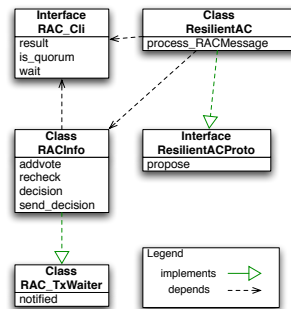 Interface
RAC_Cli
result
is_quorum
wait
Class
ResilientAC
process_RACMessage
Class
RACInfo
addvote
recheck
decision
send_decision
Interface
ResilientACProto
propose
Class
RAC_TxWaiter
notified
Legend
implements
depends